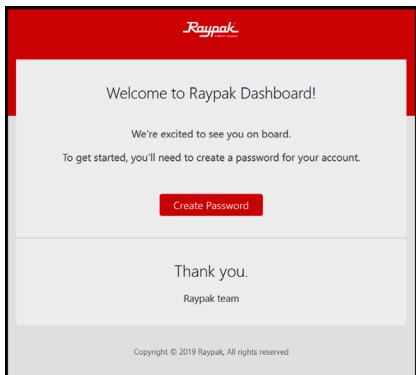 Raypak
Welcome to Raypak Dashboard!
We're excited to see you on board.
To get started, you'll need to create a password for your account.
Create Password
Thank you.
Raypak team
Copyright © 2019 Raypak, All rights reserved